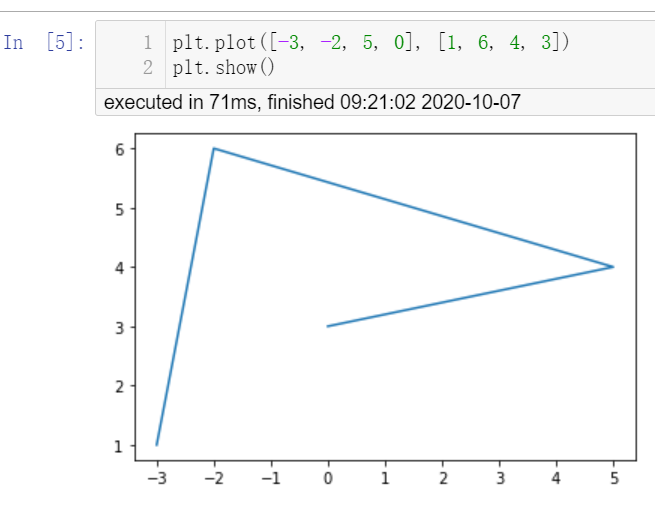 In [5]:
1 plt.plot([-3, -2, 5, 0], [1, 6, 4, 3])
2 plt.show()
executed in 71ms, finished 09:21:02 2020-10-07
6
5
4
3
2
1
−3 −2 −1 0 1 2 3 4 5